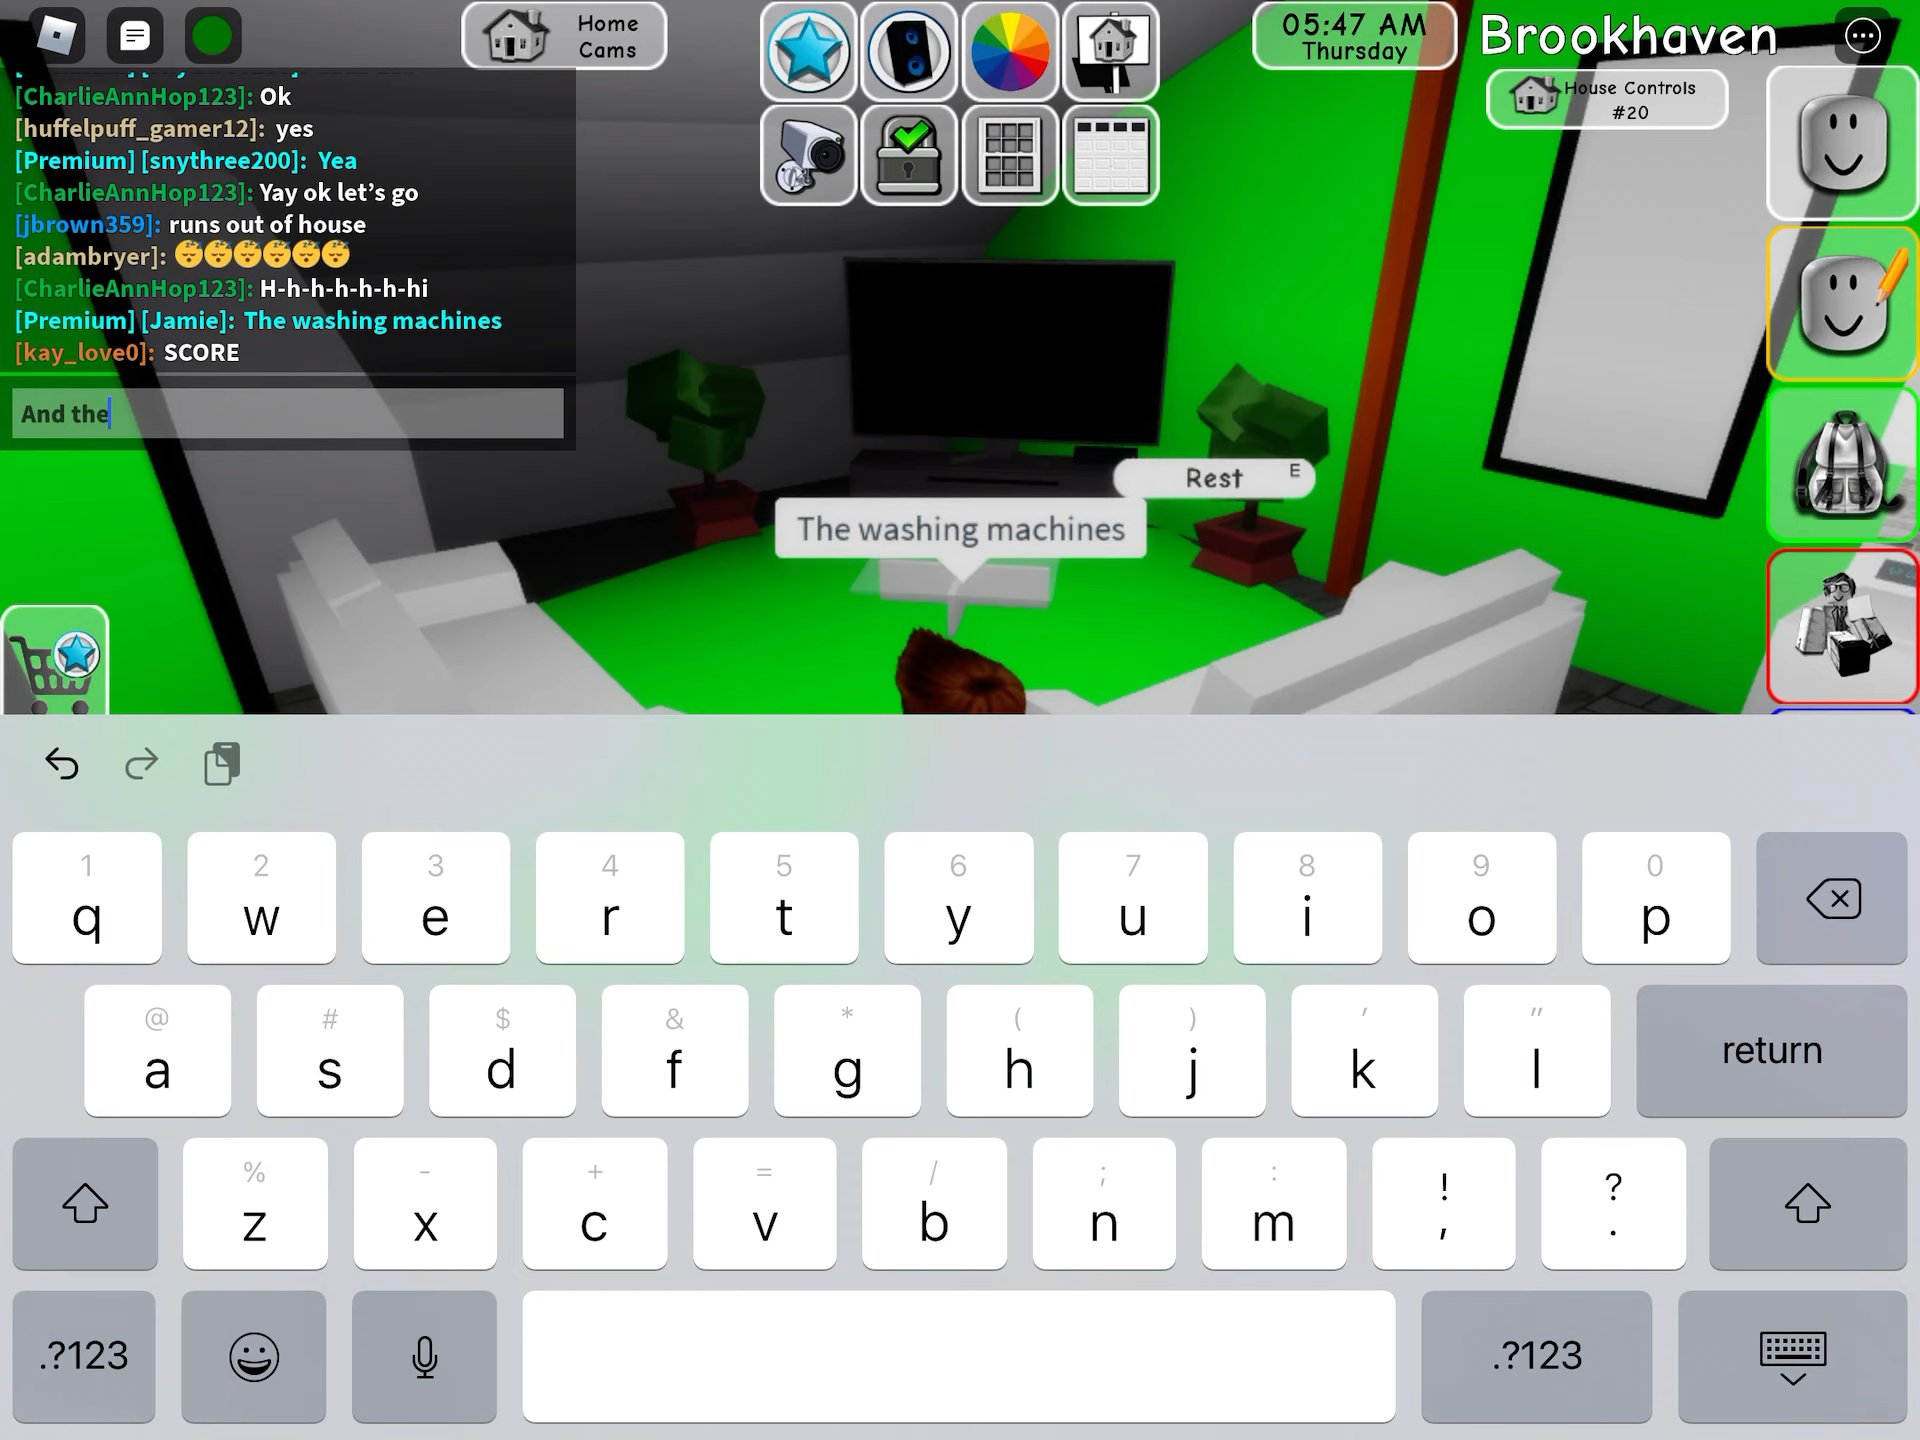 Home
Cams
05:47 AM
Thursday
Brookhaven
House Controls
#20
[CharlieAnnHop123]: Ok
[huffelpuff_gamer12]: yes
[Premium] [snythree200]: Yea
[CharlieAnnHop123]: Yay ok let’s go
[jbrown359]: runs out of house
[adambryer]: 😴😴😴😴😴😴
[CharlieAnnHop123]: H-h-h-h-h-h-hi
[Premium] [Jamie]: The washing machines
[kay_love0]: SCORE
And the
Rest E
The washing machines
1 2 3 4 5 6 7 8 9 0
q w e r t y u i o p
@ # $ & * ( ) ′ ″
a s d f g h j k l return
% - + = / ; : ! ?
z x c v b n m , .
.?123 .?123